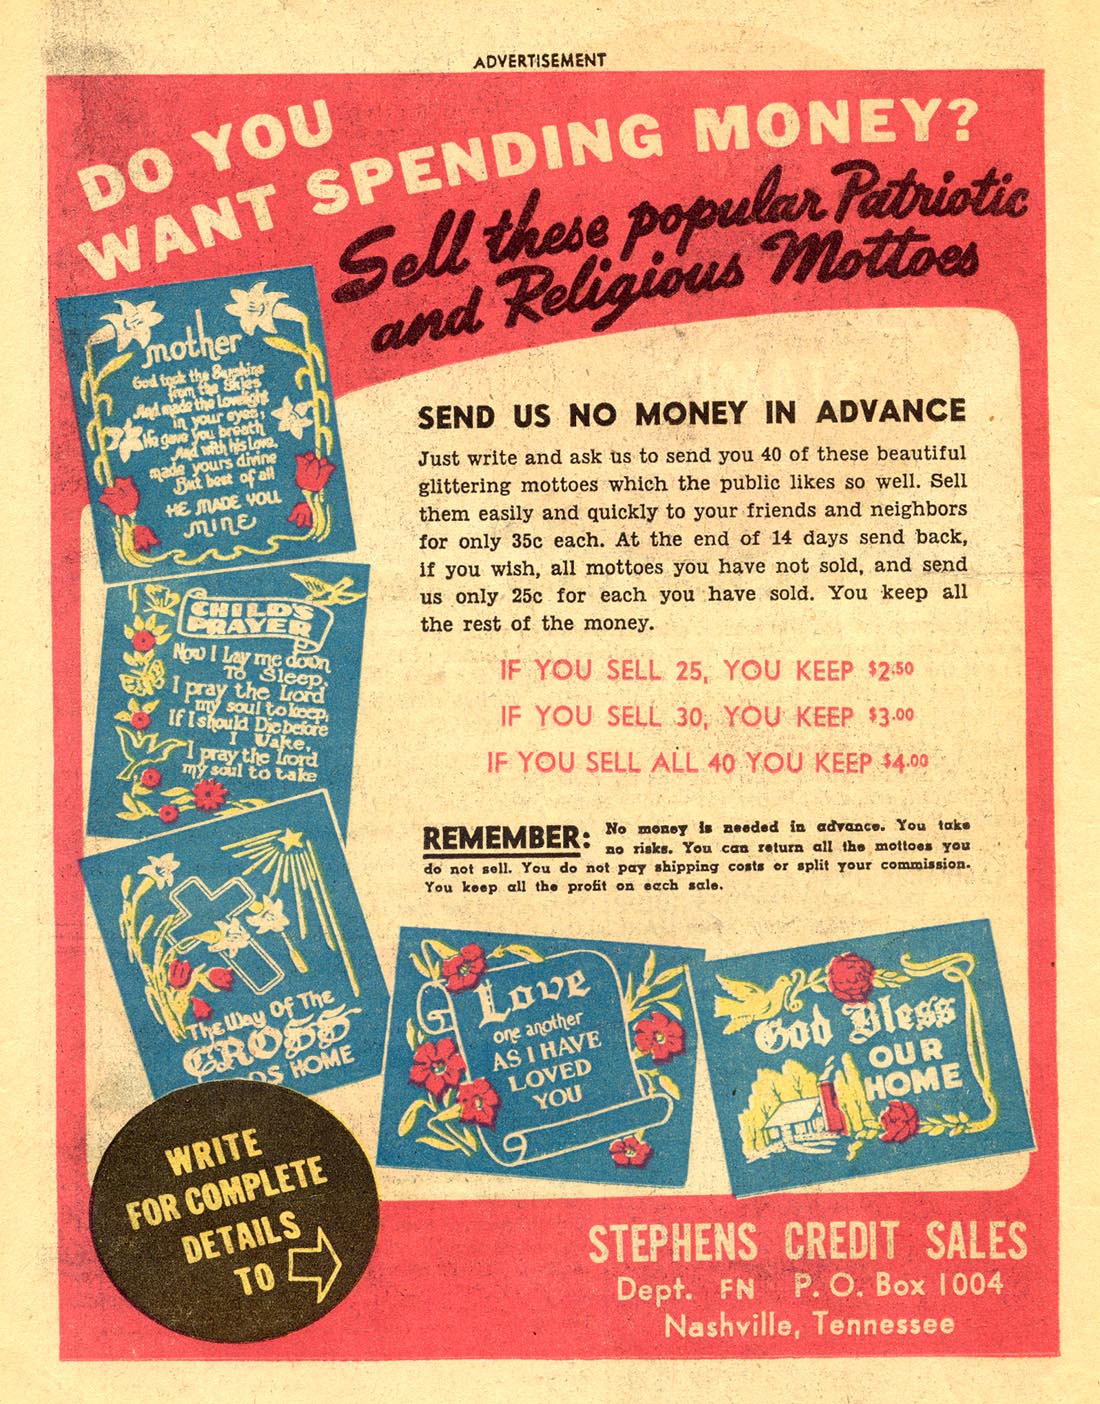 ADVERTISEMENT
DO YOU
WANT SPENDING MONEY?
Sell these popular Patriotic
and Religious Mottoes
mother
God took the Sunshine
from the Skies
And made the Lovelight
in your eyes;
He gave you breath
And with his Love,
made yours divine
But best of all
HE MADE YOU
MINE
CHILD'S
PRAYER
Now I Lay me down
To Sleep,
I pray the Lord
my soul to keep,
If I should Die before
I Wake,
I pray the Lord
my soul to take
The Way Of The
CROSS
DS HOME
SEND US NO MONEY IN ADVANCE
Just write and ask us to send you 40 of these beautiful
glittering mottoes which the public likes so well. Sell
them easily and quickly to your friends and neighbors
for only 35c each. At the end of 14 days send back,
if you wish, all mottoes you have not sold, and send
us only 25c for each you have sold. You keep all
the rest of the money.
IF YOU SELL 25, YOU KEEP $2.50
IF YOU SELL 30, YOU KEEP $3.00
IF YOU SELL ALL 40 YOU KEEP $4.00
REMEMBER: No money is needed in advance. You take
no risks. You can return all the mottoes you
do not sell. You do not pay shipping costs or split your commission.
You keep all the profit on each sale.
Love
one another
AS I HAVE
LOVED
YOU
God Bless
OUR
HOME
WRITE
FOR COMPLETE
DETAILS
TO
STEPHENS CREDIT SALES
Dept. FN P. O. Box 1004
Nashville, Tennessee